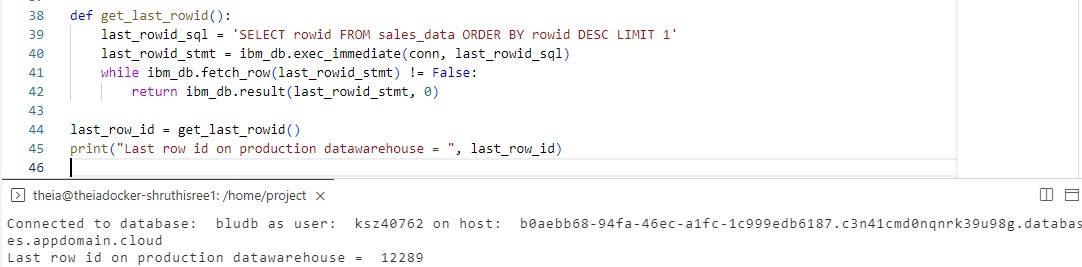 38 def get_last_rowid():
39     last_rowid_sql = 'SELECT rowid FROM sales_data ORDER BY rowid DESC LIMIT 1'
40     last_rowid_stmt = ibm_db.exec_immediate(conn, last_rowid_sql)
41     while ibm_db.fetch_row(last_rowid_stmt) != False:
42         return ibm_db.result(last_rowid_stmt, 0)
43
44 last_row_id = get_last_rowid()
45 print("Last row id on production datawarehouse = ", last_row_id)
46
theia@theiadocker-shruthisree1: /home/project
Connected to database:  bludb as user:  ksz40762 on host:  b0aebb68-94fa-46ec-a1fc-1c999edb6187.c3n41cmd0nqnrk39u98g.databas
es.appdomain.cloud
Last row id on production datawarehouse =  12289